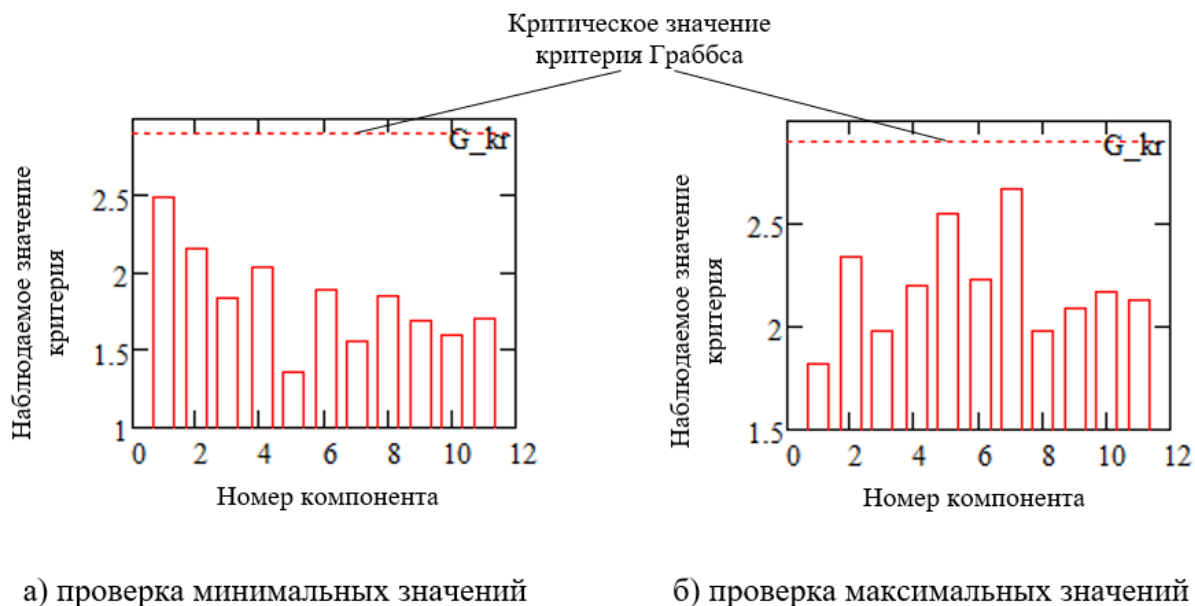 Критическое значение
критерия Граббса
Наблюдаемое значение
критерия
G_kr
2.5
2
1.5
1
0 2 4 6 8 10 12
Номер компонента
Наблюдаемое значение
критерия
G_kr
2.5
2
1.5
0 2 4 6 8 10 12
Номер компонента
а) проверка минимальных значений
б) проверка максимальных значений